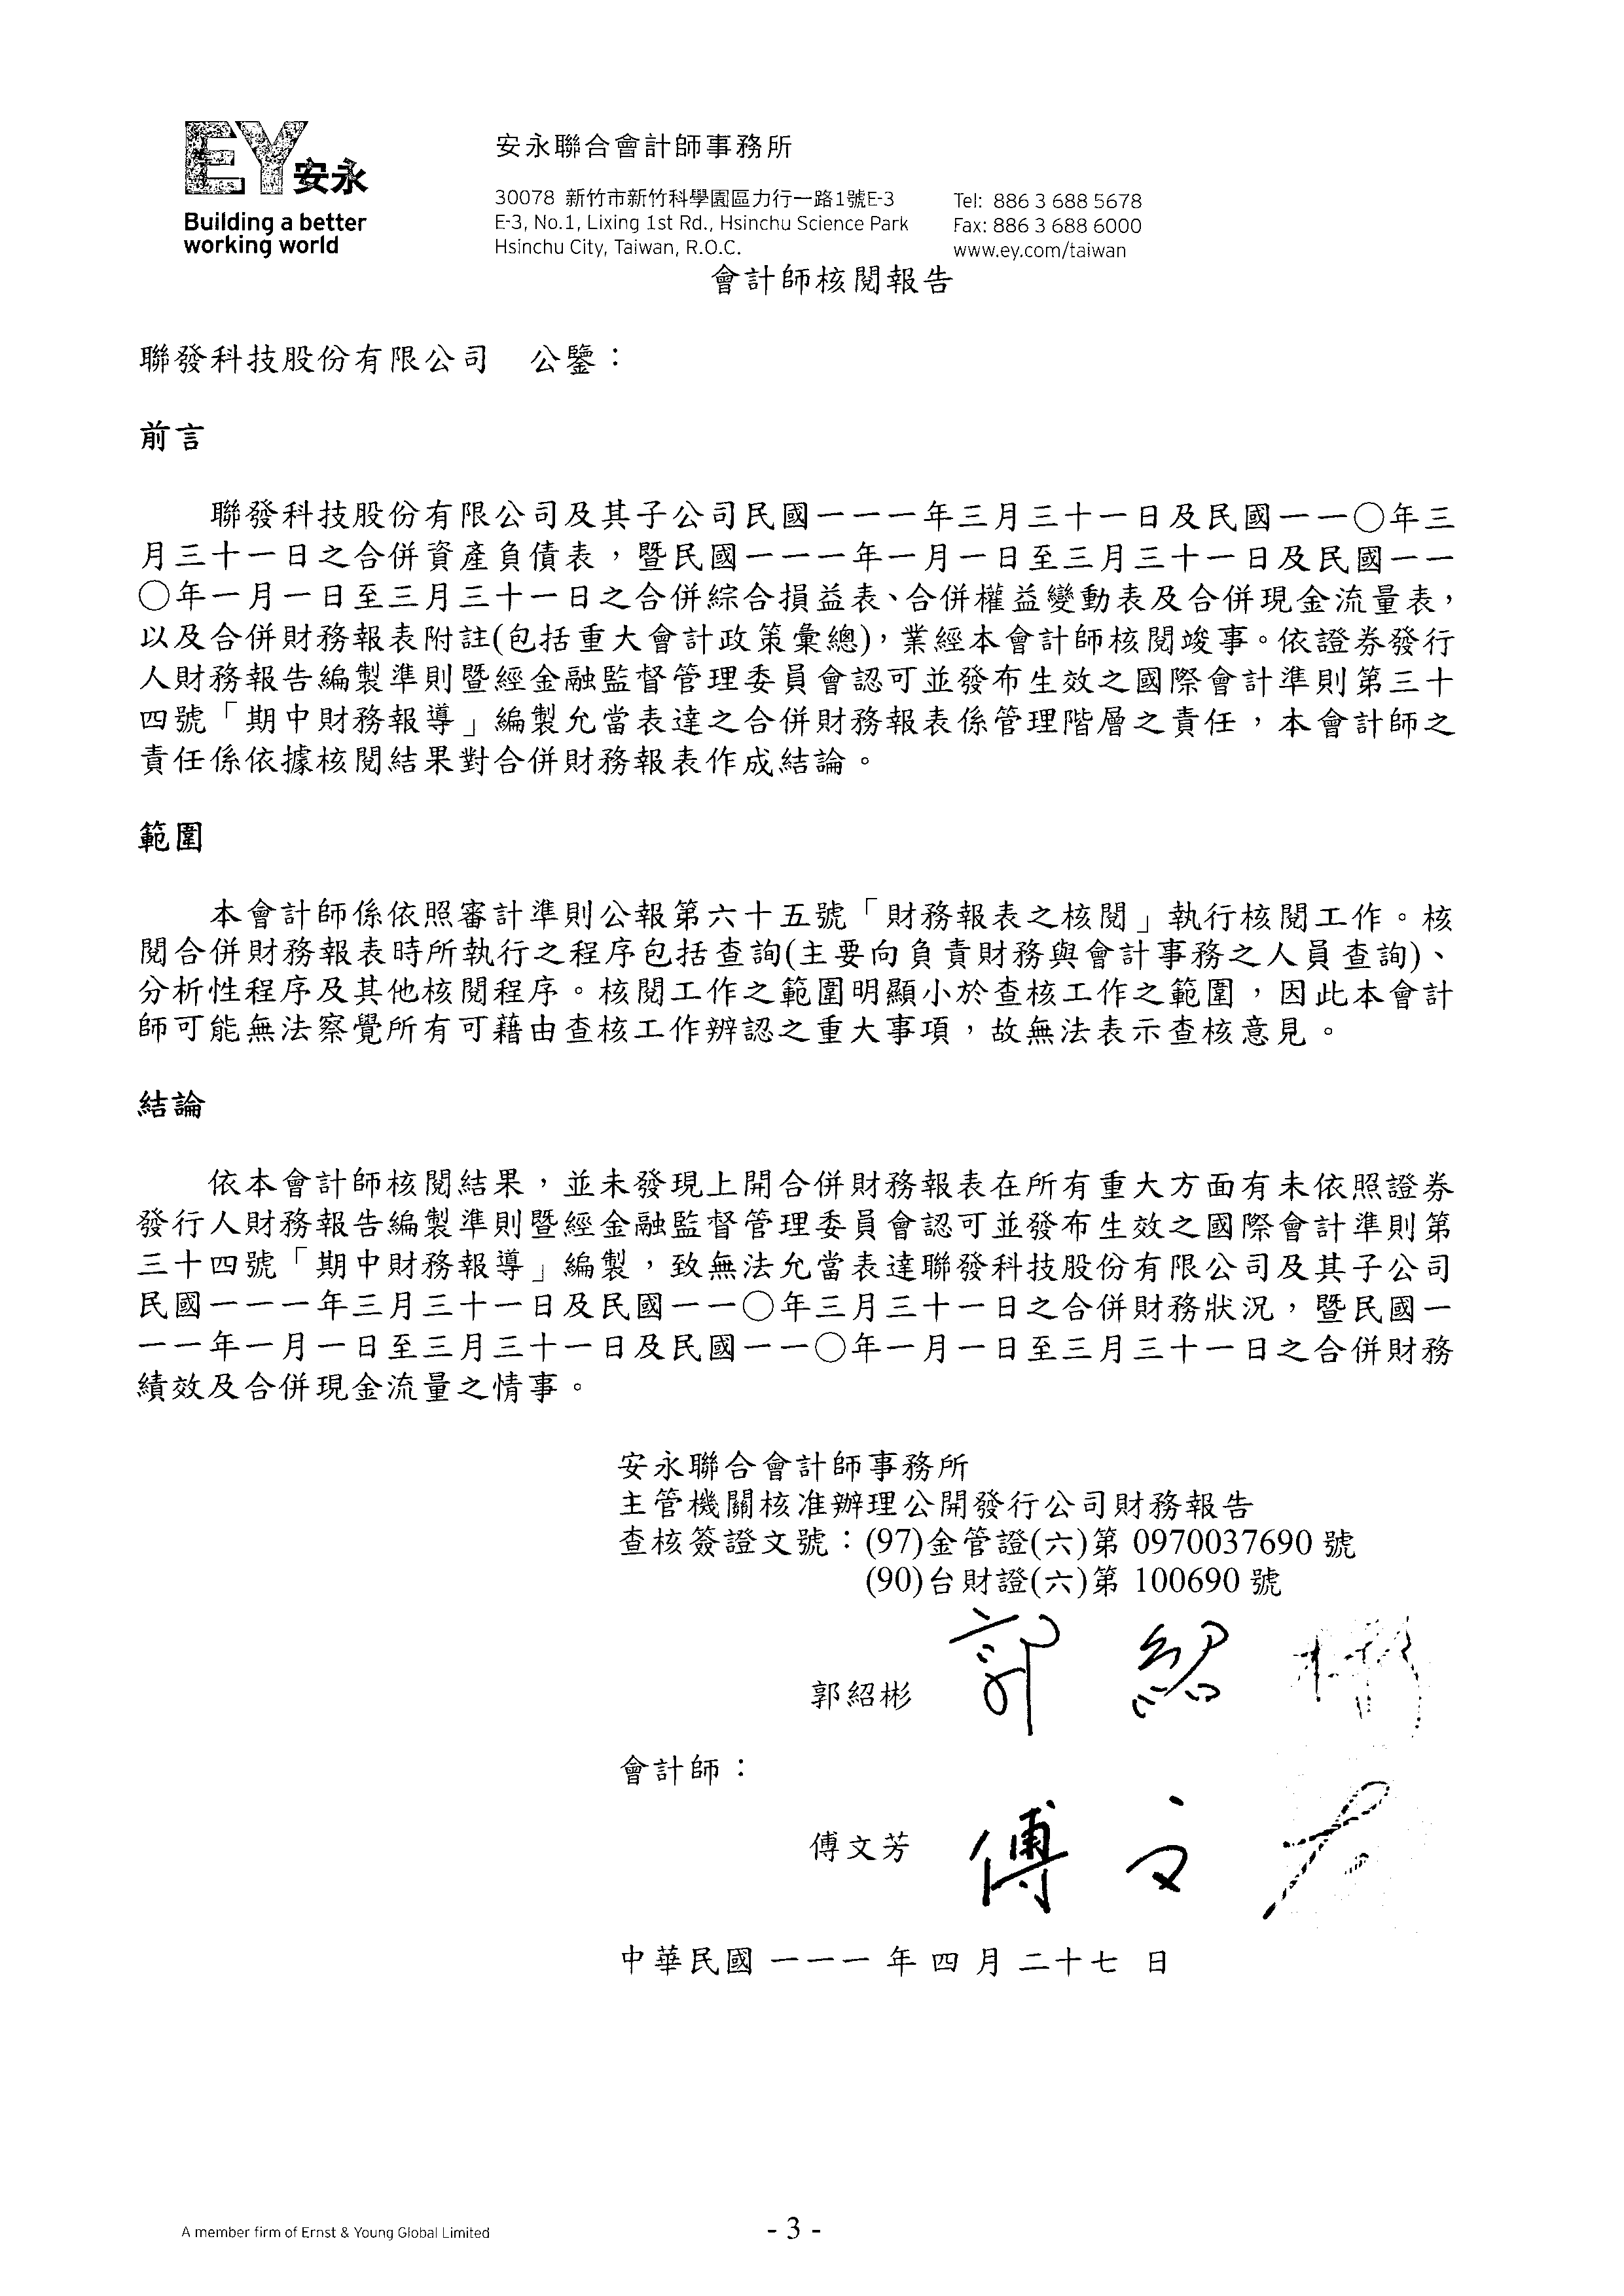 EY安永
Building a better
working world
安永聯合會計師事務所
30078 新竹市新竹科學園區力行一路1號E-3
E-3, No.1, Lixing 1st Rd., Hsinchu Science Park
Hsinchu City, Taiwan, R.O.C.
Tel: 886 3 688 5678
Fax: 886 3 688 6000
www.ey.com/taiwan
會計師核閱報告
聯發科技股份有限公司 公鑒：
前言
聯發科技股份有限公司及其子公司民國一一一年三月三十一日及民國一一○年三
月三十一日之合併資產負債表，暨民國一一一年一月一日至三月三十一日及民國一一
○年一月一日至三月三十一日之合併綜合損益表、合併權益變動表及合併現金流量表，
以及合併財務報表附註(包括重大會計政策彙總)，業經本會計師核閱竣事。依證券發行
人財務報告編製準則暨經金融監督管理委員會認可並發布生效之國際會計準則第三十
四號「期中財務報導」編製允當表達之合併財務報表係管理階層之責任，本會計師之
責任係依據核閱結果對合併財務報表作成結論。
範圍
本會計師係依照審計準則公報第六十五號「財務報表之核閱」執行核閱工作。核
閱合併財務報表時所執行之程序包括查詢(主要向負責財務與會計事務之人員查詢)、
分析性程序及其他核閱程序。核閱工作之範圍明顯小於查核工作之範圍，因此本會計
師可能無法察覺所有可藉由查核工作辨認之重大事項，故無法表示查核意見。
結論
依本會計師核閱結果，並未發現上開合併財務報表在所有重大方面有未依照證券
發行人財務報告編製準則暨經金融監督管理委員會認可並發布生效之國際會計準則第
三十四號「期中財務報導」編製，致無法允當表達聯發科技股份有限公司及其子公司
民國一一一年三月三十一日及民國一一○年三月三十一日之合併財務狀況，暨民國一
一一年一月一日至三月三十一日及民國一一○年一月一日至三月三十一日之合併財務
績效及合併現金流量之情事。
安永聯合會計師事務所
主管機關核准辦理公開發行公司財務報告
查核簽證文號：(97)金管證(六)第 0970037690 號
(90)台財證(六)第 100690 號
郭紹彬 郭紹彬
會計師：
傅文芳 傅文芳
中華民國 一一一 年 四 月 二十七 日
A member firm of Ernst & Young Global Limited
- 3 -